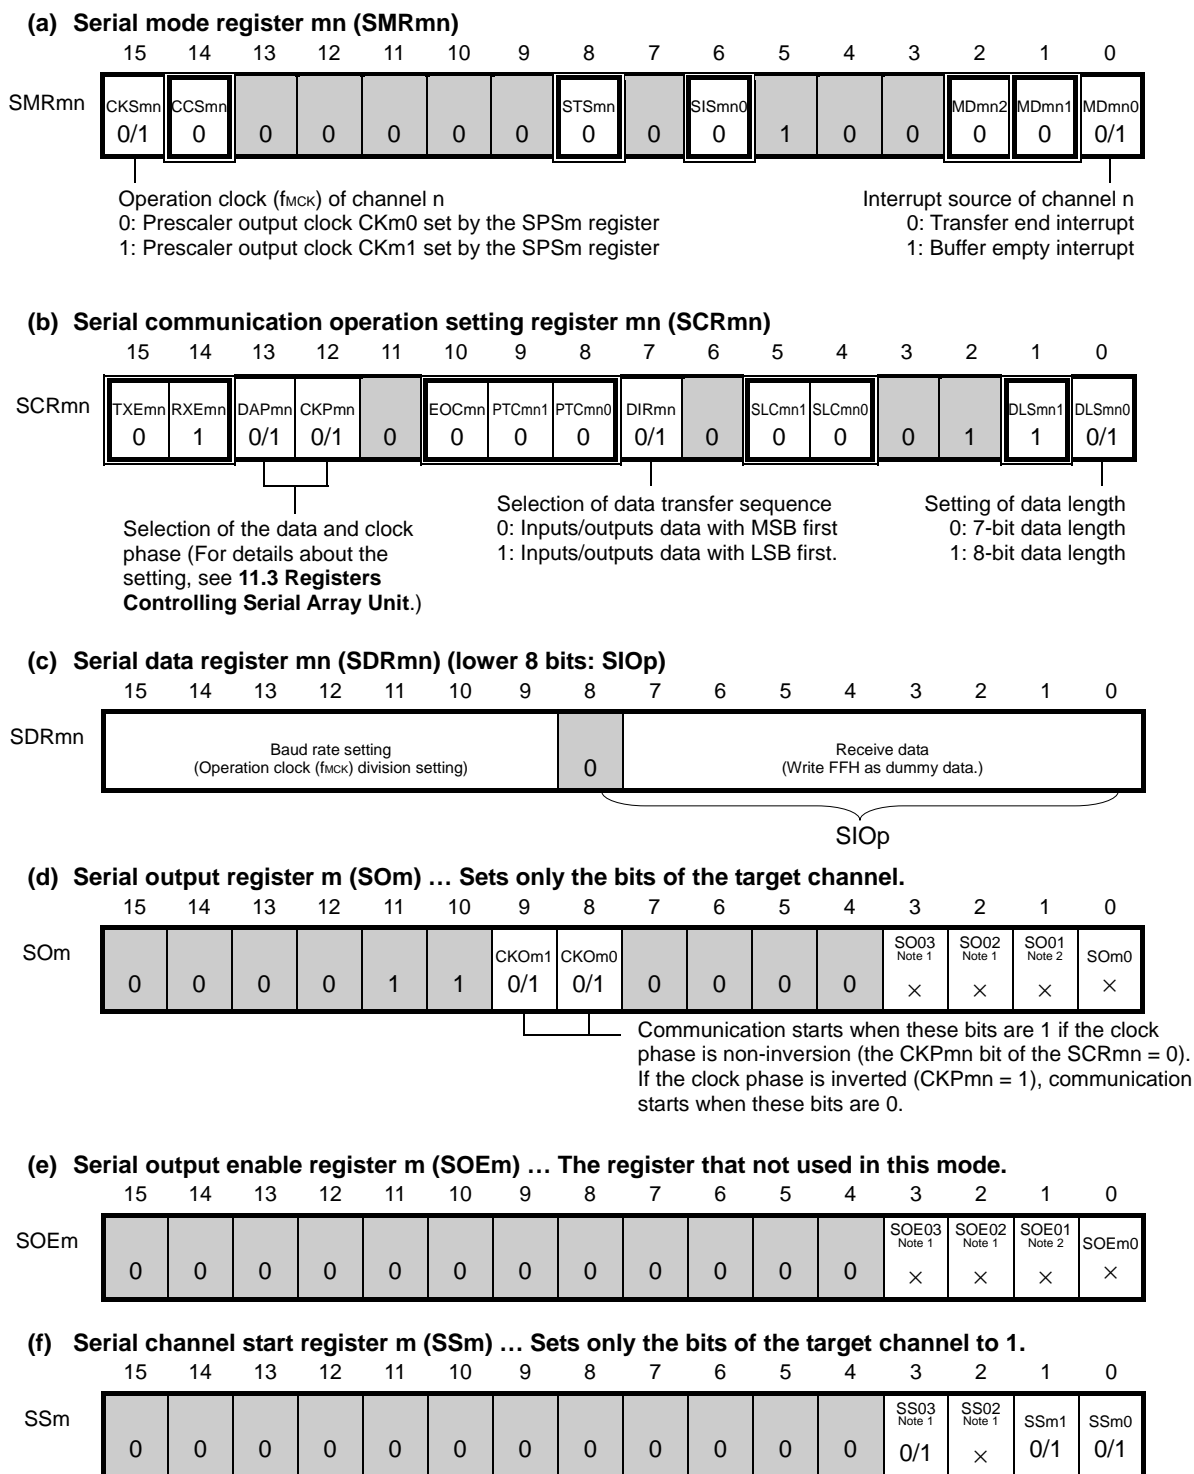 (a) Serial mode register mn (SMRmn)
15 14 13 12 11 10 9 8 7 6 5 4 3 2 1 0
SMRmn
CKSmn CCSmn STSmn SISmn0 MDmn2 MDmn1 MDmn0
0/1 0 0 0 0 0 0 0 0 0 1 0 0 0 0 0/1
Operation clock (fMCK) of channel n
0: Prescaler output clock CKm0 set by the SPSm register
1: Prescaler output clock CKm1 set by the SPSm register
Interrupt source of channel n
0: Transfer end interrupt
1: Buffer empty interrupt
(b) Serial communication operation setting register mn (SCRmn)
15 14 13 12 11 10 9 8 7 6 5 4 3 2 1 0
SCRmn
TXEmn RXEmn DAPmn CKPmn EOCmn PTCmn1 PTCmn0 DIRmn SLCmn1 SLCmn0 DLSmn1 DLSmn0
0 1 0/1 0/1 0 0 0 0 0/1 0 0 0 0 1 1 0/1
Selection of the data and clock
phase (For details about the
setting, see 11.3 Registers
Controlling Serial Array Unit.)
Selection of data transfer sequence
0: Inputs/outputs data with MSB first
1: Inputs/outputs data with LSB first.
Setting of data length
0: 7-bit data length
1: 8-bit data length
(c) Serial data register mn (SDRmn) (lower 8 bits: SIOp)
15 14 13 12 11 10 9 8 7 6 5 4 3 2 1 0
SDRmn
Baud rate setting
(Operation clock (fMCK) division setting)
0
Receive data
(Write FFH as dummy data.)
SIOp
(d) Serial output register m (SOm) … Sets only the bits of the target channel.
15 14 13 12 11 10 9 8 7 6 5 4 3 2 1 0
SOm
CKOm1 CKOm0 SO03 SO02 SO01 SOm0
Note 1 Note 1 Note 2
0 0 0 0 1 1 0/1 0/1 0 0 0 0 × × × ×
Communication starts when these bits are 1 if the clock
phase is non-inversion (the CKPmn bit of the SCRmn = 0).
If the clock phase is inverted (CKPmn = 1), communication
starts when these bits are 0.
(e) Serial output enable register m (SOEm) … The register that not used in this mode.
15 14 13 12 11 10 9 8 7 6 5 4 3 2 1 0
SOEm
SOE03 SOE02 SOE01 SOEm0
Note 1 Note 1 Note 2
0 0 0 0 0 0 0 0 0 0 0 0 × × × ×
(f) Serial channel start register m (SSm) … Sets only the bits of the target channel to 1.
15 14 13 12 11 10 9 8 7 6 5 4 3 2 1 0
SSm
SS03 SS02 SSm1 SSm0
Note 1 Note 1
0 0 0 0 0 0 0 0 0 0 0 0 0/1 × 0/1 0/1